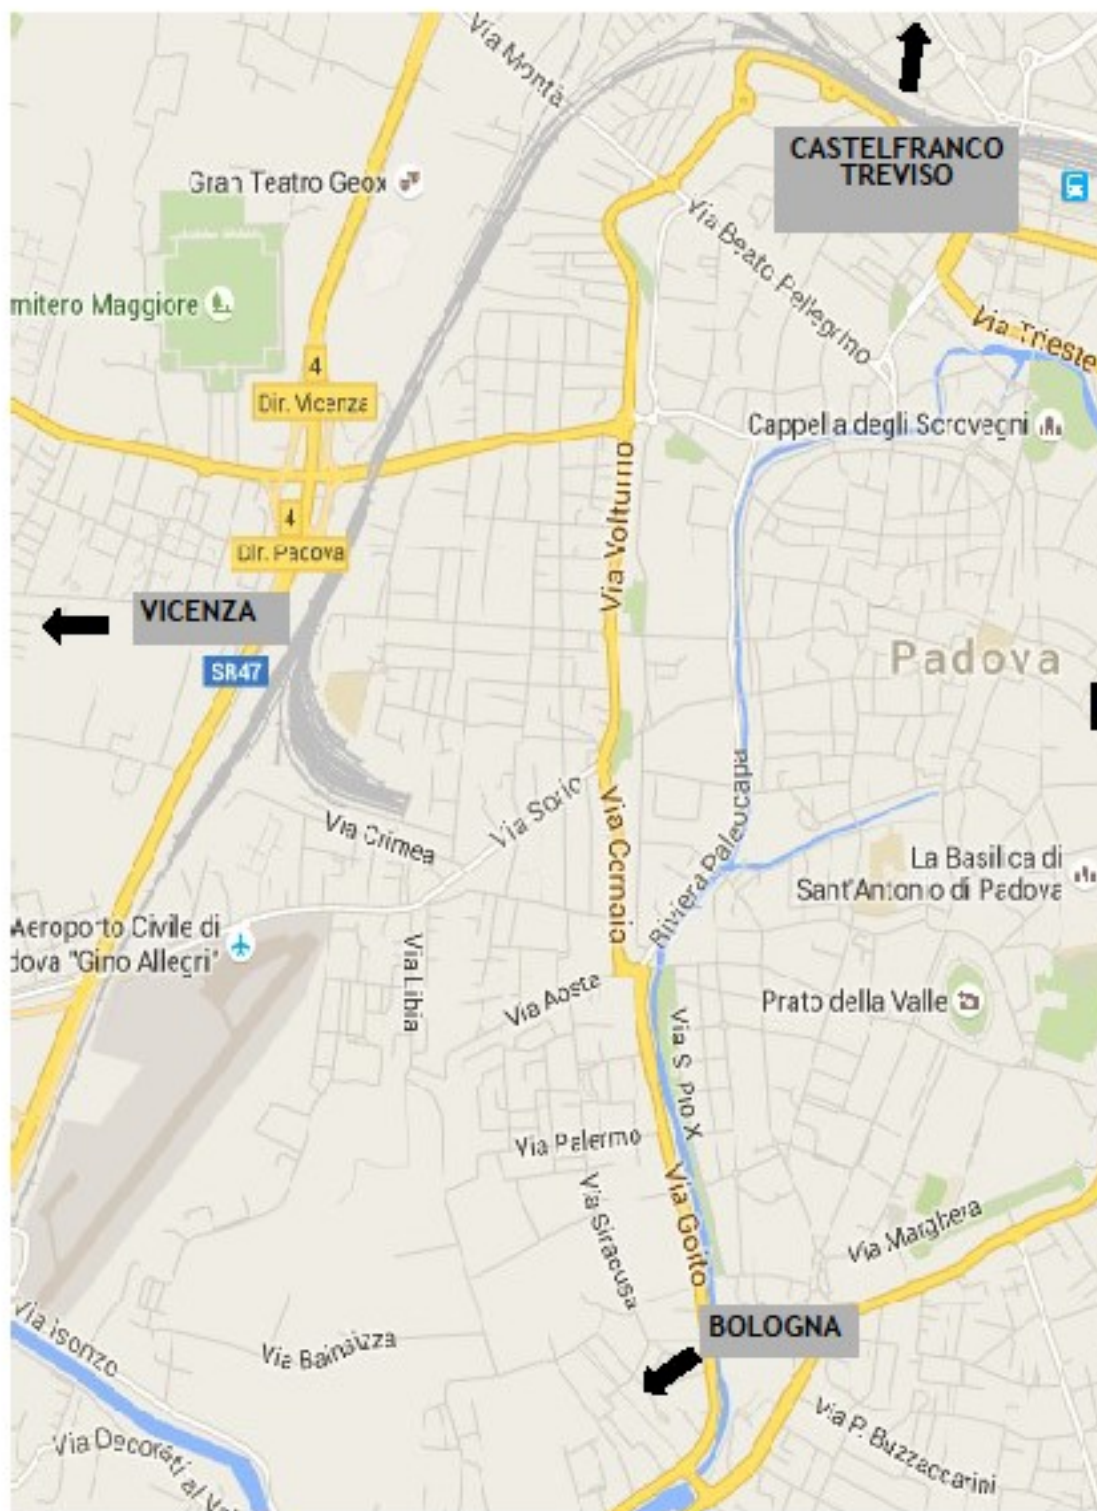 Via Montà
CASTELFRANCO
TREVISO
Gran Teatro Geox
Via Beato Pellegrino
mitero Maggiore
Via Trieste
4
Dir. Vicenza
Cappella degli Scrovegni
Via Volturno
4
Dir. Padova
VICENZA
Padova
SR47
Riviera Paleocapa
Via Sorio
Via Cernaia
Via Crimea
La Basilica di
Sant'Antonio di Padova
Aeroporto Civile di
dova "Gino Allegri"
Via Libia
Via Aosta
Prato della Valle
Via S. Pio X
Via Palermo
Via Goito
Via Siracusa
Via Marghera
Via Isonzo
BOLOGNA
Via Bainsizza
Via P. Buzzaccarini
Via Decorati al Va